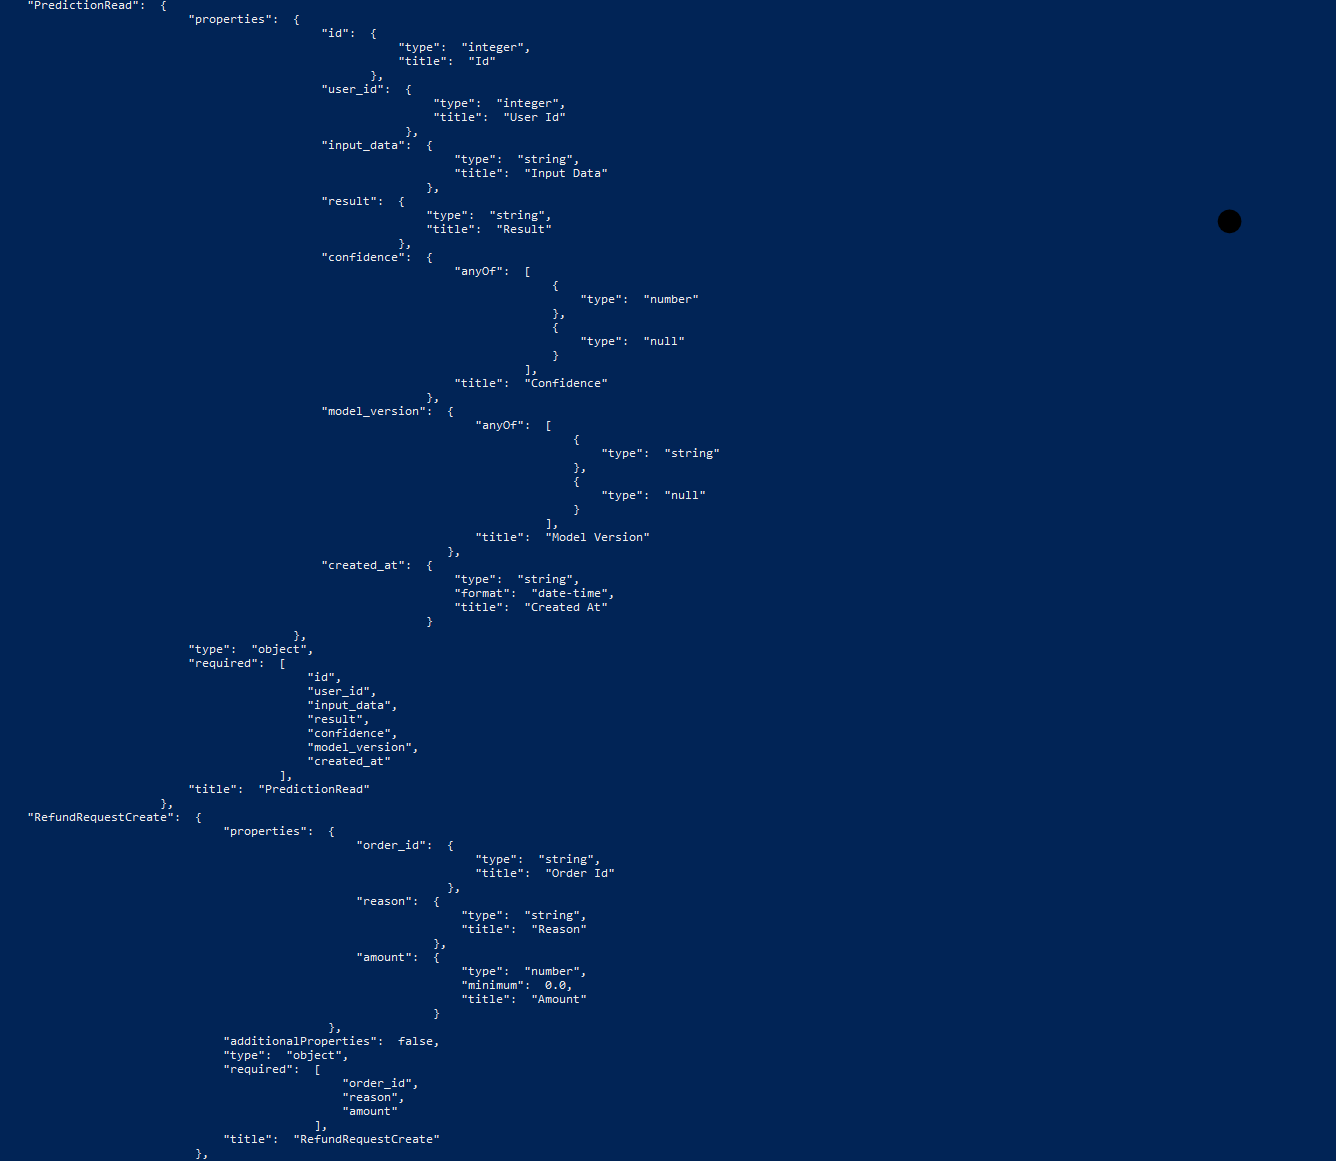 "PredictionRead":  {
"properties":  {
"id":  {
"type":  "integer",
"title":  "Id"
},
"user_id":  {
"type":  "integer",
"title":  "User Id"
},
"input_data":  {
"type":  "string",
"title":  "Input Data"
},
"result":  {
"type":  "string",
"title":  "Result"
},
"confidence":  {
"anyOf":  [
{
"type":  "number"
},
{
"type":  "null"
}
],
"title":  "Confidence"
},
"model_version":  {
"anyOf":  [
{
"type":  "string"
},
{
"type":  "null"
}
],
"title":  "Model Version"
},
"created_at":  {
"type":  "string",
"format":  "date-time",
"title":  "Created At"
}
},
"type":  "object",
"required":  [
"id",
"user_id",
"input_data",
"result",
"confidence",
"model_version",
"created_at"
],
"title":  "PredictionRead"
},
"RefundRequestCreate":  {
"properties":  {
"order_id":  {
"type":  "string",
"title":  "Order Id"
},
"reason":  {
"type":  "string",
"title":  "Reason"
},
"amount":  {
"type":  "number",
"minimum":  0.0,
"title":  "Amount"
}
},
"additionalProperties":  false,
"type":  "object",
"required":  [
"order_id",
"reason",
"amount"
],
"title":  "RefundRequestCreate"
},